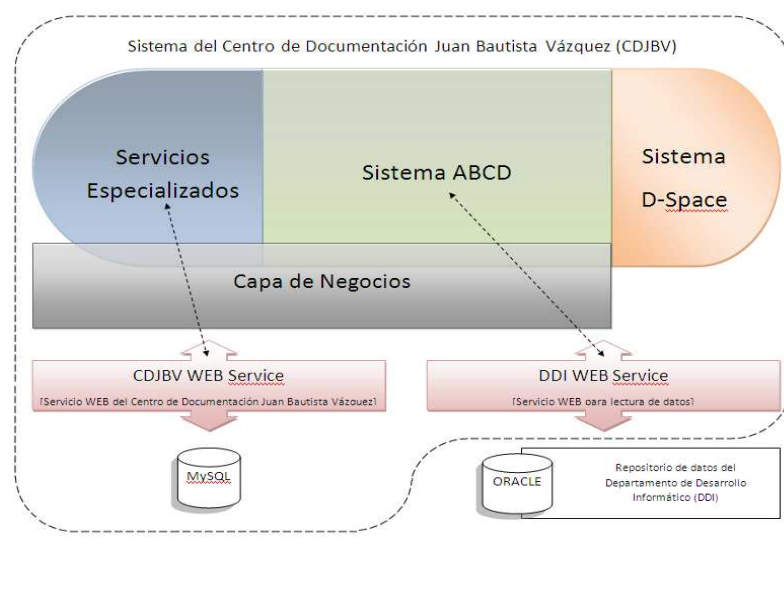 Sistema del Centro de Documentación Juan Bautista Vázquez (CDJBV)
Servicios
Especializados
Sistema ABCD
Sistema
D-Space
Capa de Negocios
CDJBV WEB Service
[Servicio WEB del Centro de Documentación Juan Bautista Vázquez]
DDI WEB Service
[Servicio WEB para lectura de datos]
MySQL
ORACLE
Repositorio de datos del
Departamento de Desarrollo
Informático (DDI)